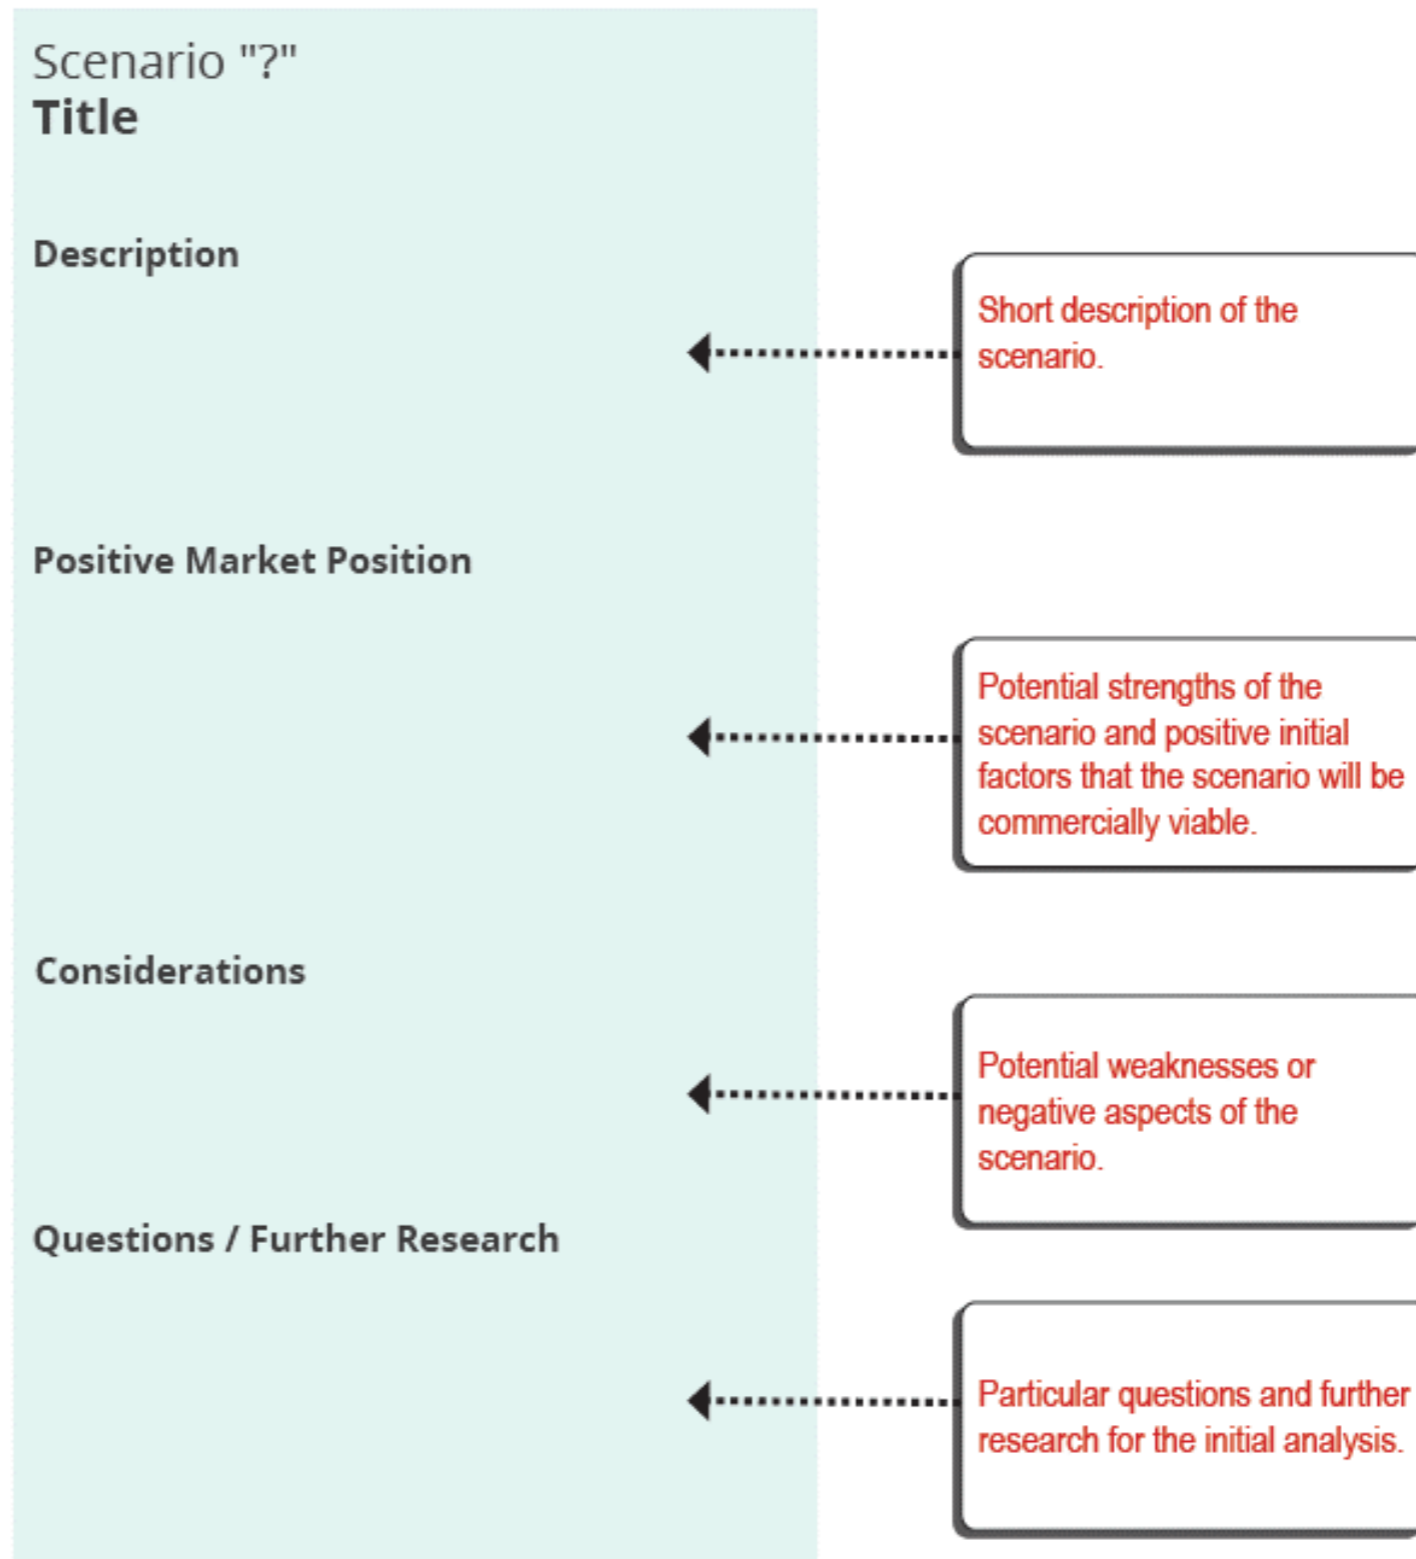 Scenario "?"
Title
Description
Short description of the
scenario.
Positive Market Position
Potential strengths of the
scenario and positive initial
factors that the scenario will be
commercially viable.
Considerations
Potential weaknesses or
negative aspects of the
scenario.
Questions / Further Research
Particular questions and further
research for the initial analysis.